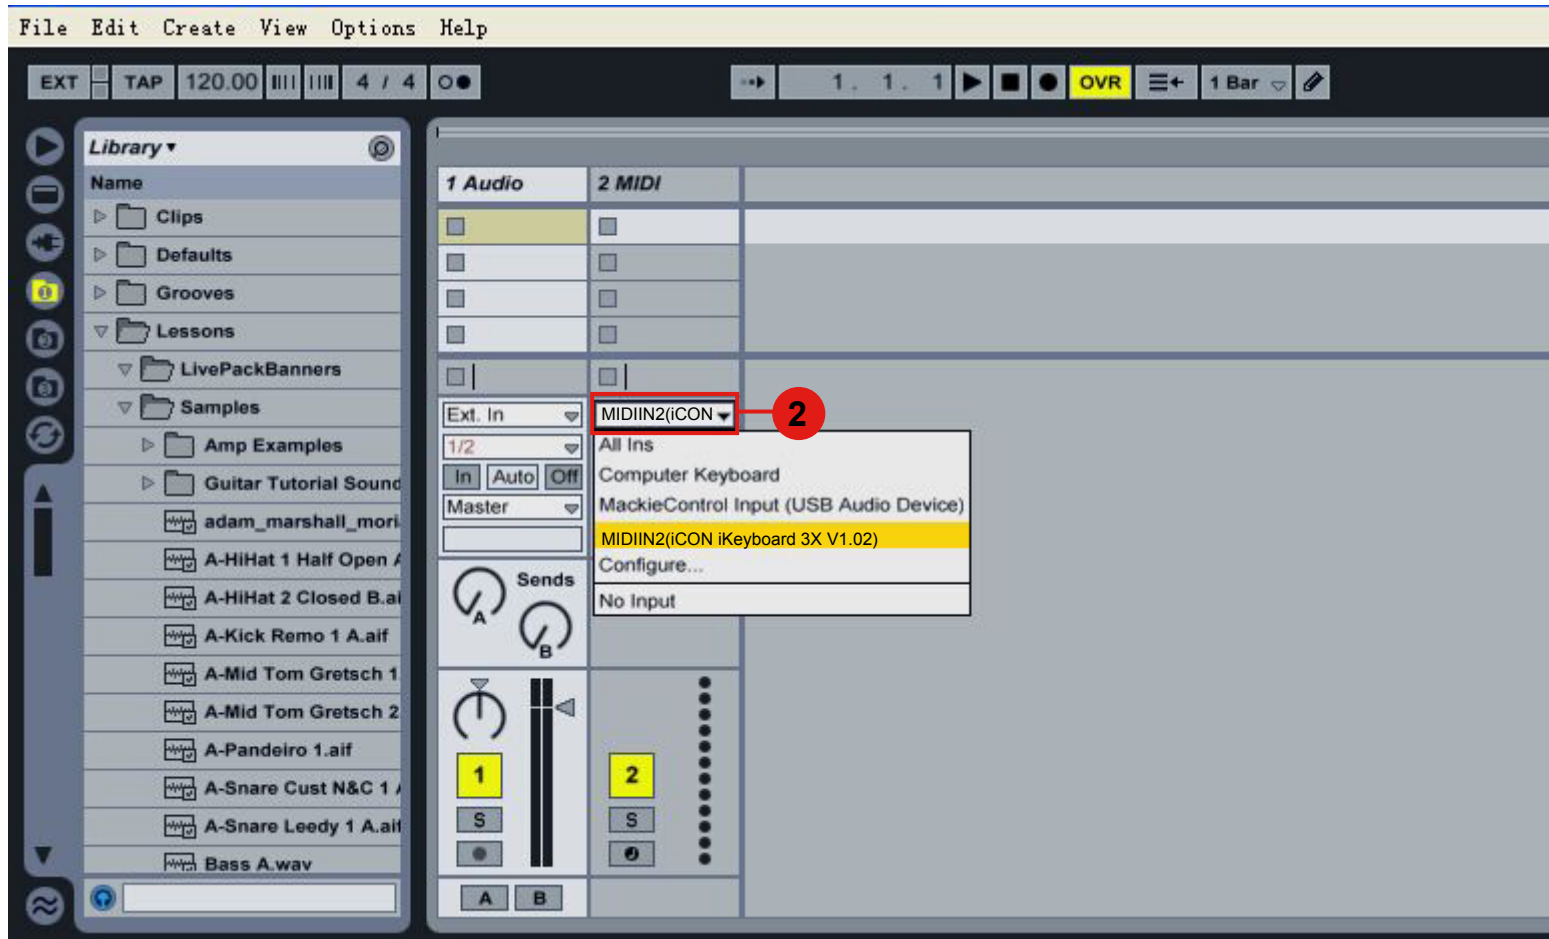 File Edit Create View Options Help
EXT TAP 120.00 4 / 4 1. 1. 1 OVR 1 Bar
Library
Name
Clips
Defaults
Grooves
Lessons
LivePackBanners
Samples
Amp Examples
Guitar Tutorial Sound
adam_marshall_mori
A-HiHat 1 Half Open A
A-HiHat 2 Closed B.ai
A-Kick Remo 1 A.aif
A-Mid Tom Gretsch 1
A-Mid Tom Gretsch 2
A-Pandeiro 1.aif
A-Snare Cust N&C 1 A
A-Snare Leedy 1 A.aif
Bass A.wav
1 Audio
2 MIDI
Ext. In
1/2
In Auto Off
Master
Sends
A
B
1
S
A B
MIDIIN2(iCON
2
All Ins
Computer Keyboard
MackieControl Input (USB Audio Device)
MIDIIN2(iCON iKeyboard 3X V1.02)
Configure...
No Input
2
S